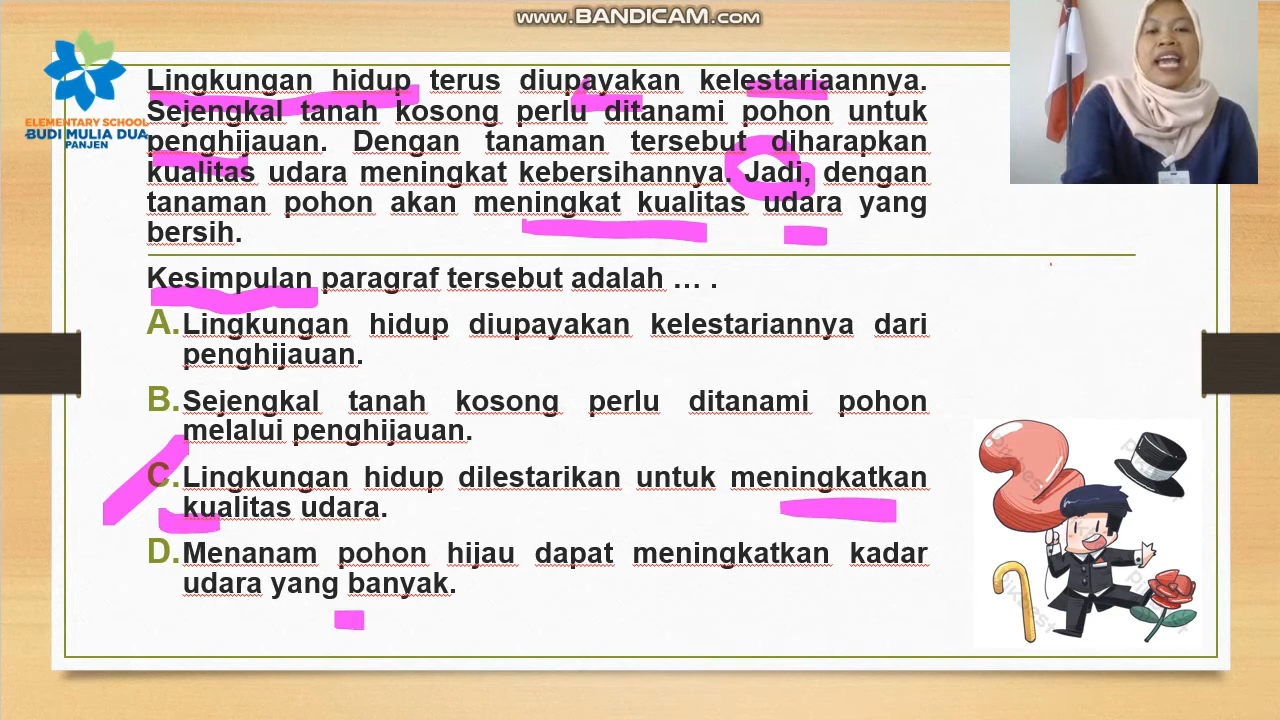 www.BANDICAM.com
ELEMENTARY SCHOOL
BUDI MULIA DUA
PANJEN
Lingkungan hidup terus diupayakan kelestariaannya.
Sejengkal tanah kosong perlu ditanami pohon untuk
penghijauan. Dengan tanaman tersebut diharapkan
kualitas udara meningkat kebersihannya. Jadi, dengan
tanaman pohon akan meningkat kualitas udara yang
bersih.
Kesimpulan paragraf tersebut adalah … .
A. Lingkungan hidup diupayakan kelestariannya dari
penghijauan.
B. Sejengkal tanah kosong perlu ditanami pohon
melalui penghijauan.
C. Lingkungan hidup dilestarikan untuk meningkatkan
kualitas udara.
D. Menanam pohon hijau dapat meningkatkan kadar
udara yang banyak.